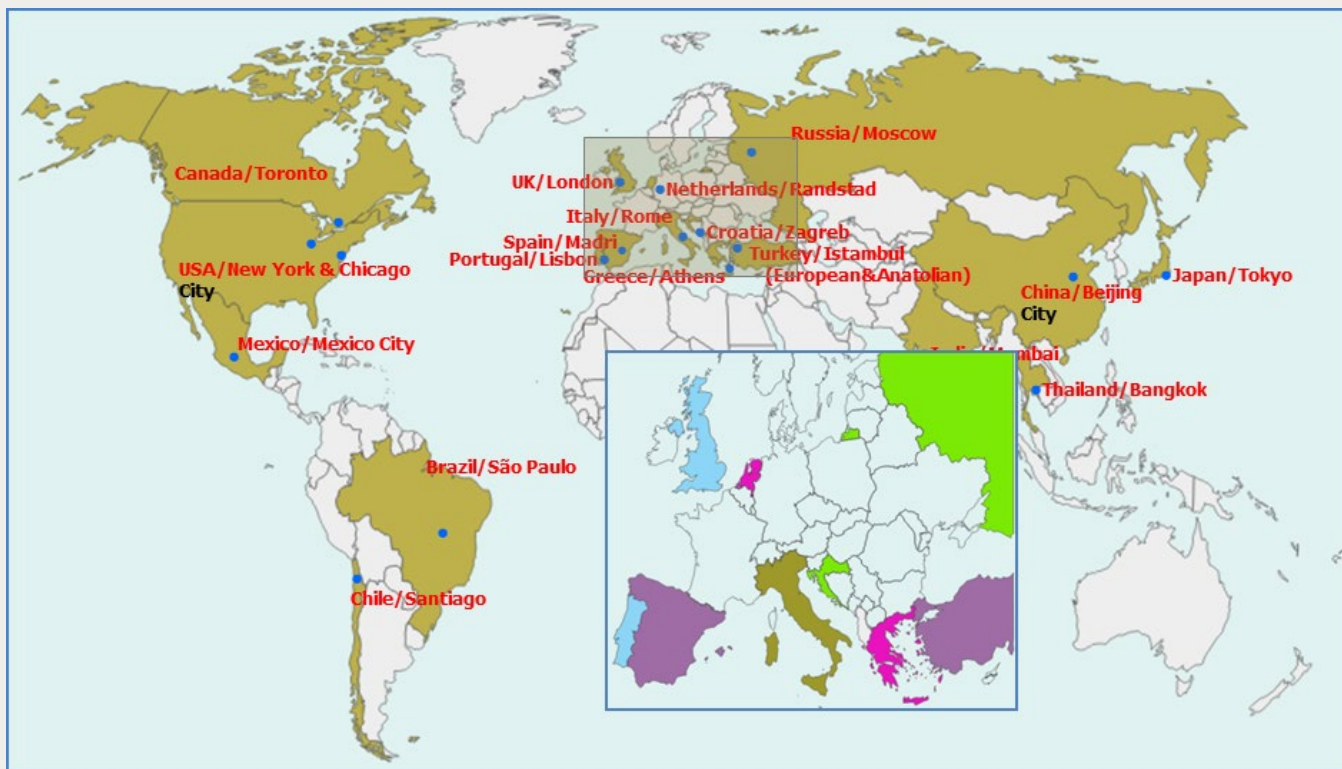 Russia/Moscow
Canada/Toronto
UK/London
Netherlands/Randstad
Italy/Rome
Croatia/Zagreb
Spain/Madri
Turkey/Istambul
Portugal/Lisbon
(European&Anatolian)
Greece/Athens
USA/New York & Chicago
City
Japan/Tokyo
China/Beijing
City
Mexico/Mexico City
Thailand/Bangkok
Brazil/São Paulo
Chile/Santiago